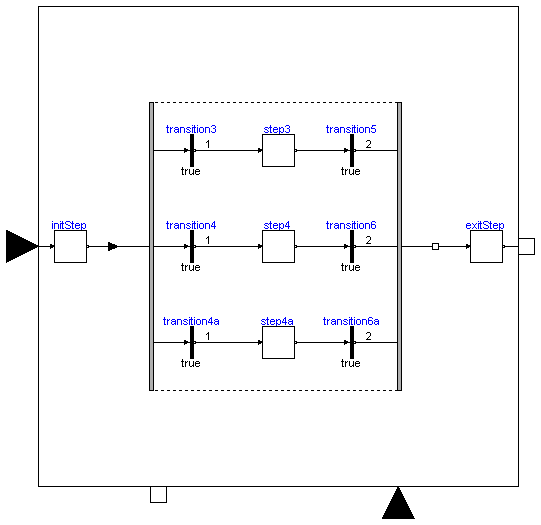 transition3 step3 transition5
1 2
true true
initStep transition4 step4 transition6 exitStep
1 2
true true
transition4a step4a transition6a
1 2
true true